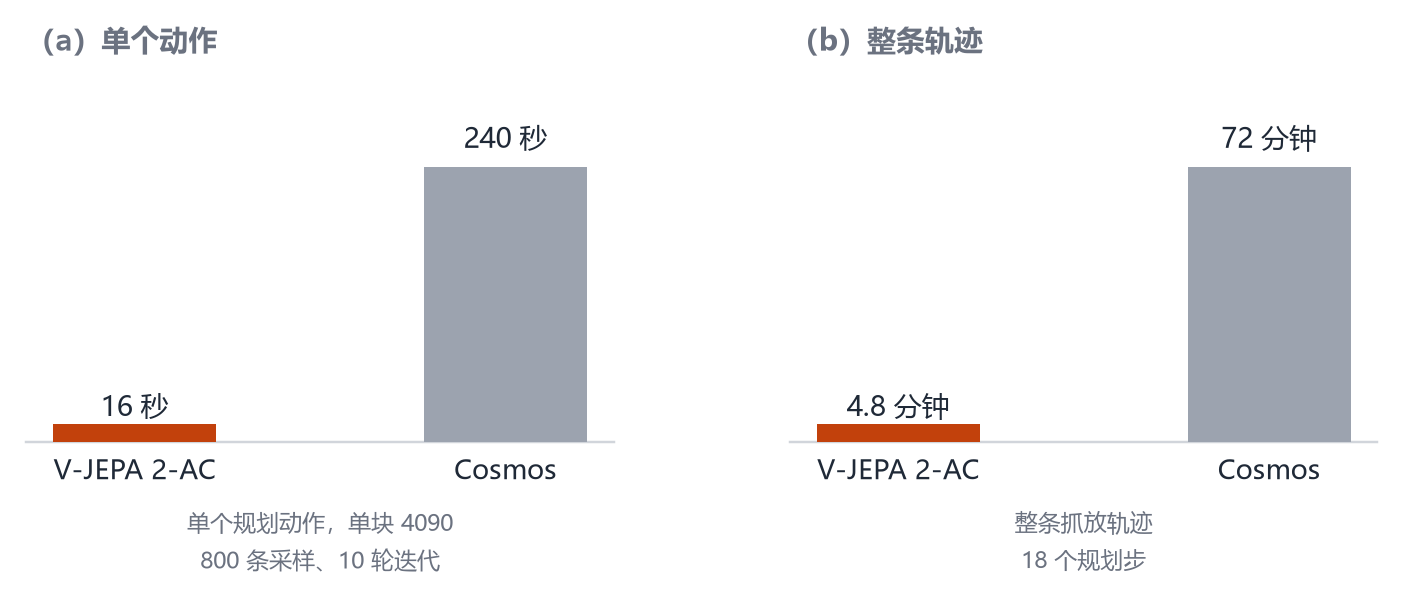 （a）单个动作
240 秒
16 秒
V-JEPA 2-AC
Cosmos
单个规划动作，单块 4090
800 条采样、10 轮迭代
（b）整条轨迹
72 分钟
4.8 分钟
V-JEPA 2-AC
Cosmos
整条抓放轨迹
18 个规划步